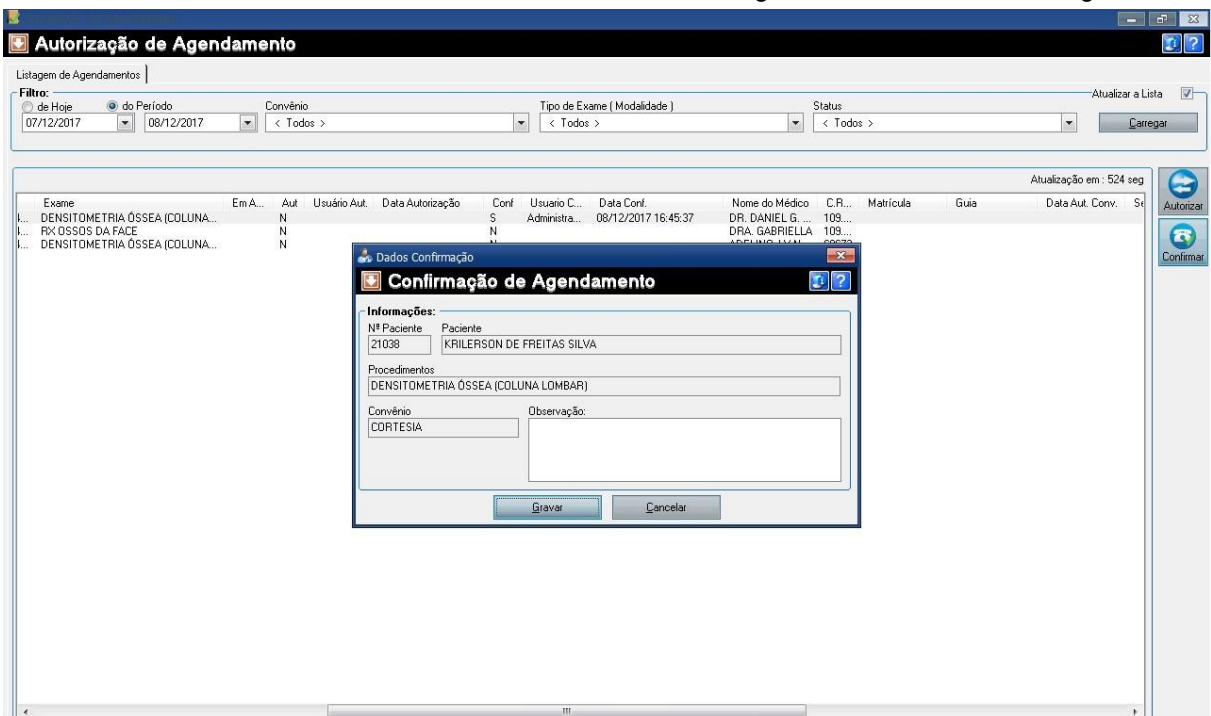 Autorização de Agendamento
Listagem de Agendamentos
Filtro:
Atualizar a Lista
de Hoje do Período Convênio Tipo de Exame ( Modalidade ) Status
07/12/2017 08/12/2017 < Todos > < Todos > < Todos > Carregar
Atualização em : 524 seg
Exame Em A... Aut Usuário Aut. Data Autorização Conf Usuario C... Data Conf. Nome do Médico C.R... Matrícula Guia Data Aut. Conv. Se
DENSITOMETRIA ÓSSEA (COLUNA... N S Administra... 08/12/2017 16:45:37 DR. DANIEL G. ... 109....
RX OSSOS DA FACE N N DRA. GABRIELLA 109....
DENSITOMETRIA ÓSSEA (COLUNA... N N
Autorizar
Confirmar
Dados Confirmação
Confirmação de Agendamento
Informações:
Nª Paciente Paciente
21038 KRILERSON DE FREITAS SILVA
Procedimentos
DENSITOMETRIA ÓSSEA (COLUNA LOMBAR)
Convênio Observação:
CORTESIA
Gravar Cancelar